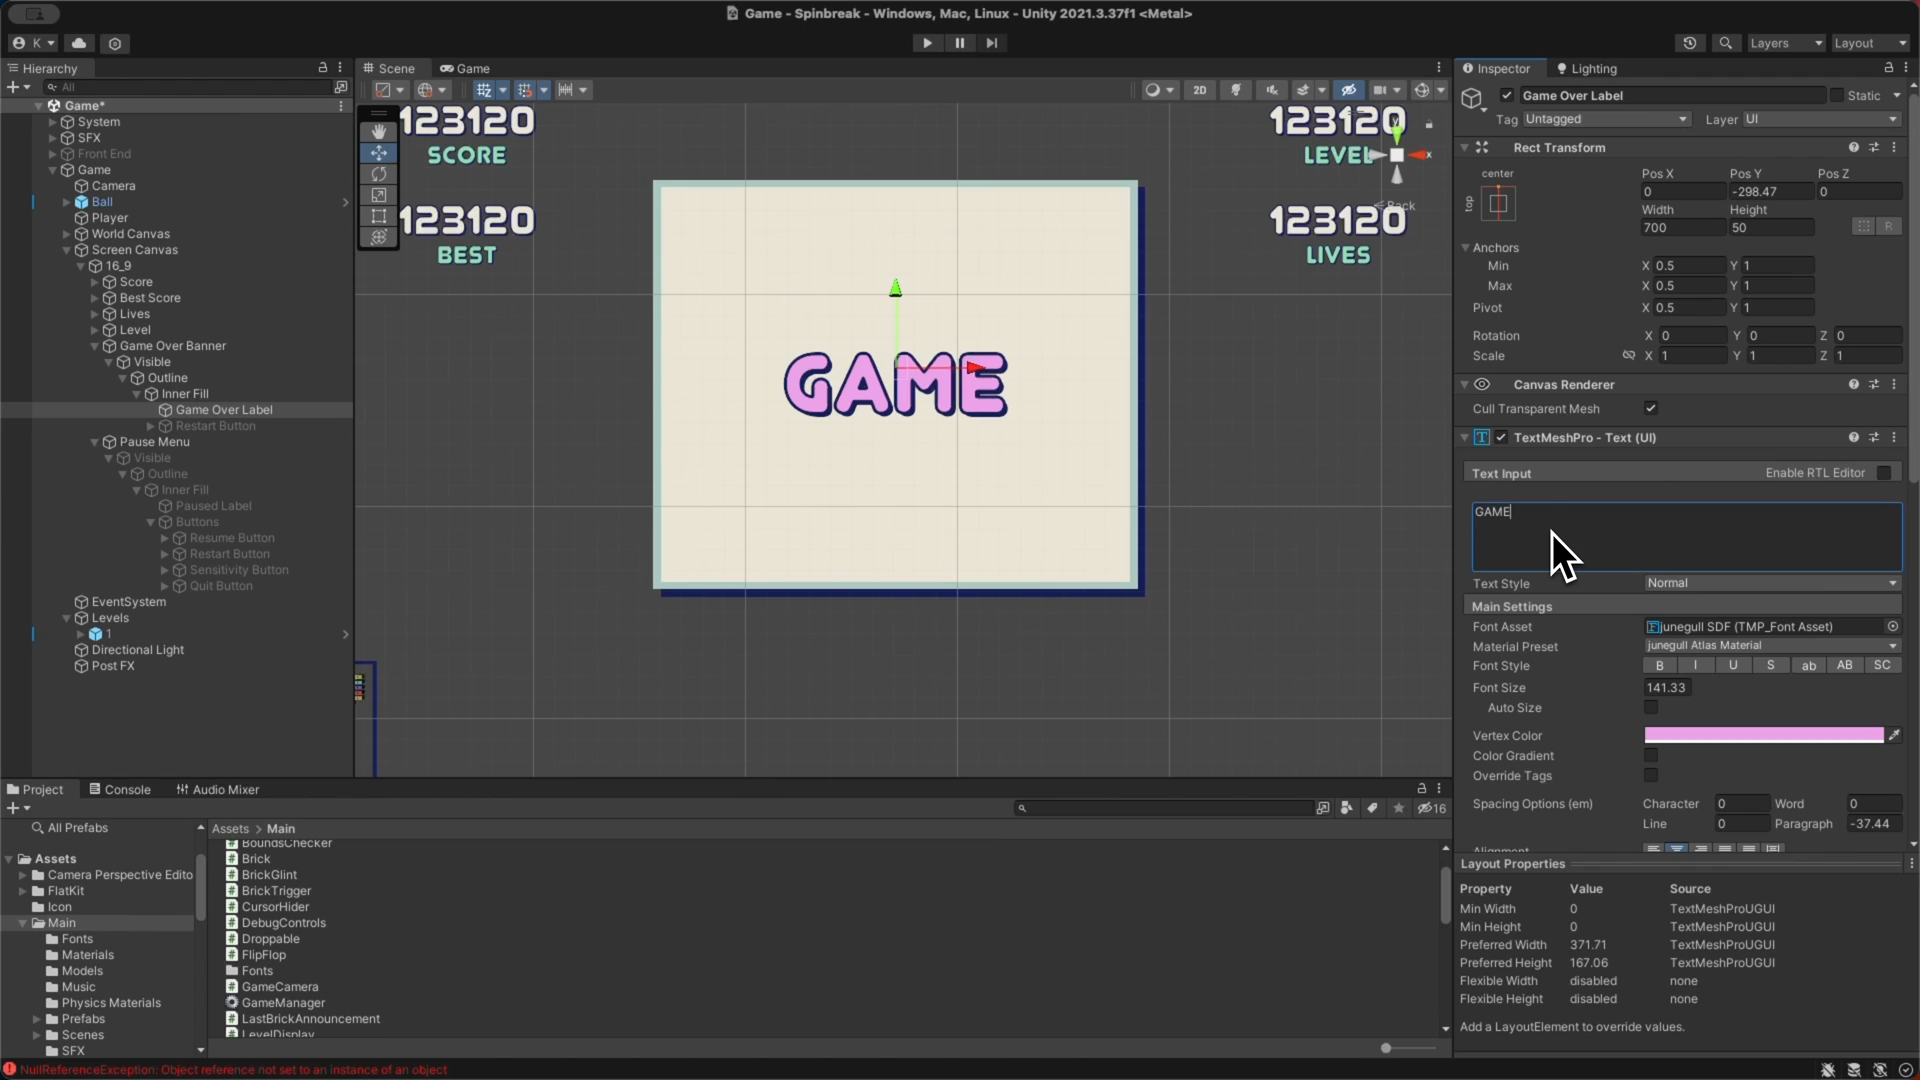 Game - Spinbreak - Windows, Mac, Linux - Unity 2021.3.37f1 <Metal>
K
Layers
Layout
Hierarchy
All
Game*
System
SFX
Front End
Game
Camera
Ball
Player
World Canvas
Screen Canvas
16_9
Score
Best Score
Lives
Level
Game Over Banner
Visible
Outline
Inner Fill
Game Over Label
Restart Button
Pause Menu
Visible
Outline
Inner Fill
Paused Label
Buttons
Resume Button
Restart Button
Sensitivity Button
Quit Button
EventSystem
Levels
1
Directional Light
Post FX
Scene
Game
2D
123120
SCORE
123120
BEST
123120
LEVEL
123120
LIVES
y
x
Back
GAME
Inspector
Lighting
Game Over Label
Static
Tag Untagged
Layer UI
Rect Transform
center
top
Pos X Pos Y Pos Z
0 -298.47 0
Width Height
700 50
R
Anchors
Min X 0.5 Y 1
Max X 0.5 Y 1
Pivot X 0.5 Y 1
Rotation X 0 Y 0 Z 0
Scale X 1 Y 1 Z 1
Canvas Renderer
Cull Transparent Mesh
TextMeshPro - Text (UI)
Text Input Enable RTL Editor
GAME
Text Style Normal
Main Settings
Font Asset junegull SDF (TMP_Font Asset)
Material Preset junegull Atlas Material
Font Style B I U S ab AB SC
Font Size 141.33
Auto Size
Vertex Color
Color Gradient
Override Tags
Spacing Options (em) Character 0 Word 0
Line 0 Paragraph -37.44
Alignment
Layout Properties
Property Value Source
Min Width 0 TextMeshProUGUI
Min Height 0 TextMeshProUGUI
Preferred Width 371.71 TextMeshProUGUI
Preferred Height 167.06 TextMeshProUGUI
Flexible Width disabled none
Flexible Height disabled none
Add a LayoutElement to override values.
Project
Console
Audio Mixer
16
All Prefabs
Assets
Camera Perspective Edito
FlatKit
Icon
Main
Fonts
Materials
Models
Music
Physics Materials
Prefabs
Scenes
SFX
Assets > Main
BoundsChecker
Brick
BrickGlint
BrickTrigger
CursorHider
DebugControls
Droppable
FlipFlop
Fonts
GameCamera
GameManager
LastBrickAnnouncement
LevelDisplay
NullReferenceException: Object reference not set to an instance of an object